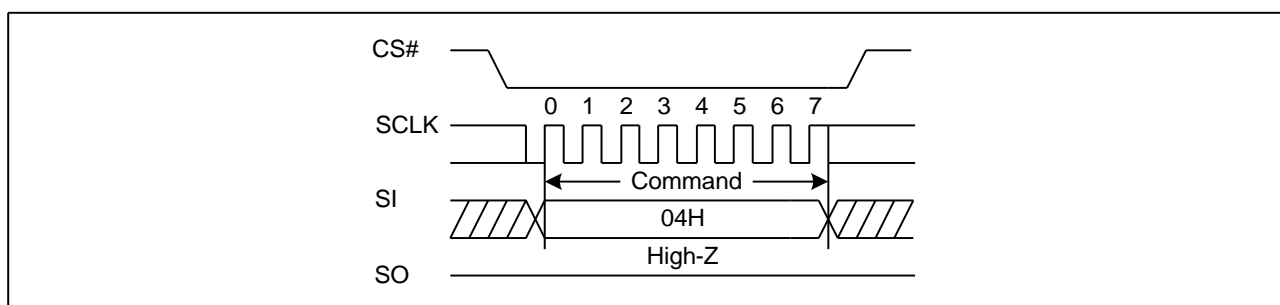 CS#
0 1 2 3 4 5 6 7
SCLK
Command
SI
04H
High-Z
SO